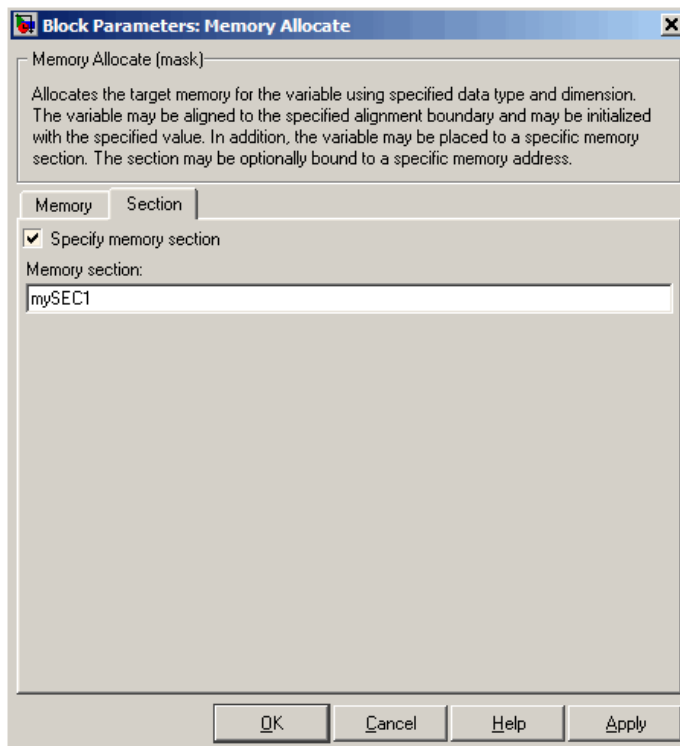 Block Parameters: Memory Allocate
Memory Allocate (mask)
Allocates the target memory for the variable using specified data type and dimension.
The variable may be aligned to the specified alignment boundary and may be initialized
with the specified value. In addition, the variable may be placed to a specific memory
section. The section may be optionally bound to a specific memory address.
Memory Section
Specify memory section
Memory section:
mySEC1
OK Cancel Help Apply